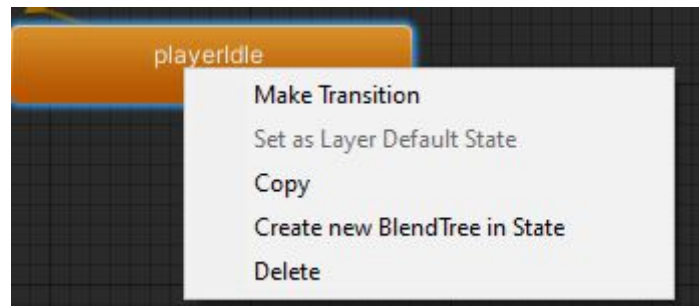 playerIdle
Make Transition
Set as Layer Default State
Copy
Create new BlendTree in State
Delete